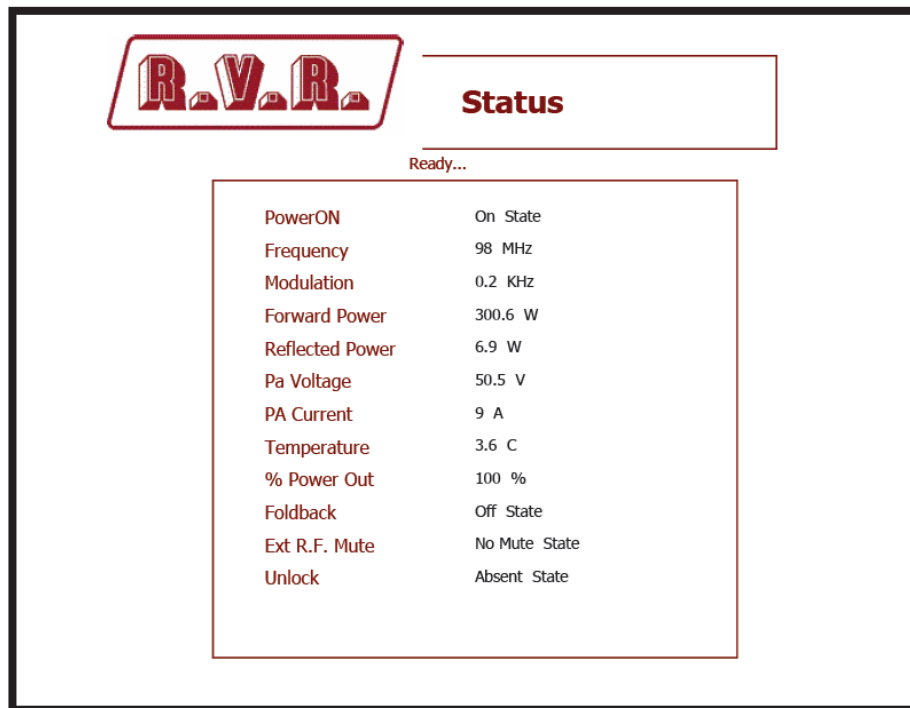 R.V.R.
Status
Ready...
PowerON On State
Frequency 98 MHz
Modulation 0.2 KHz
Forward Power 300.6 W
Reflected Power 6.9 W
Pa Voltage 50.5 V
PA Current 9 A
Temperature 3.6 C
% Power Out 100 %
Foldback Off State
Ext R.F. Mute No Mute State
Unlock Absent State